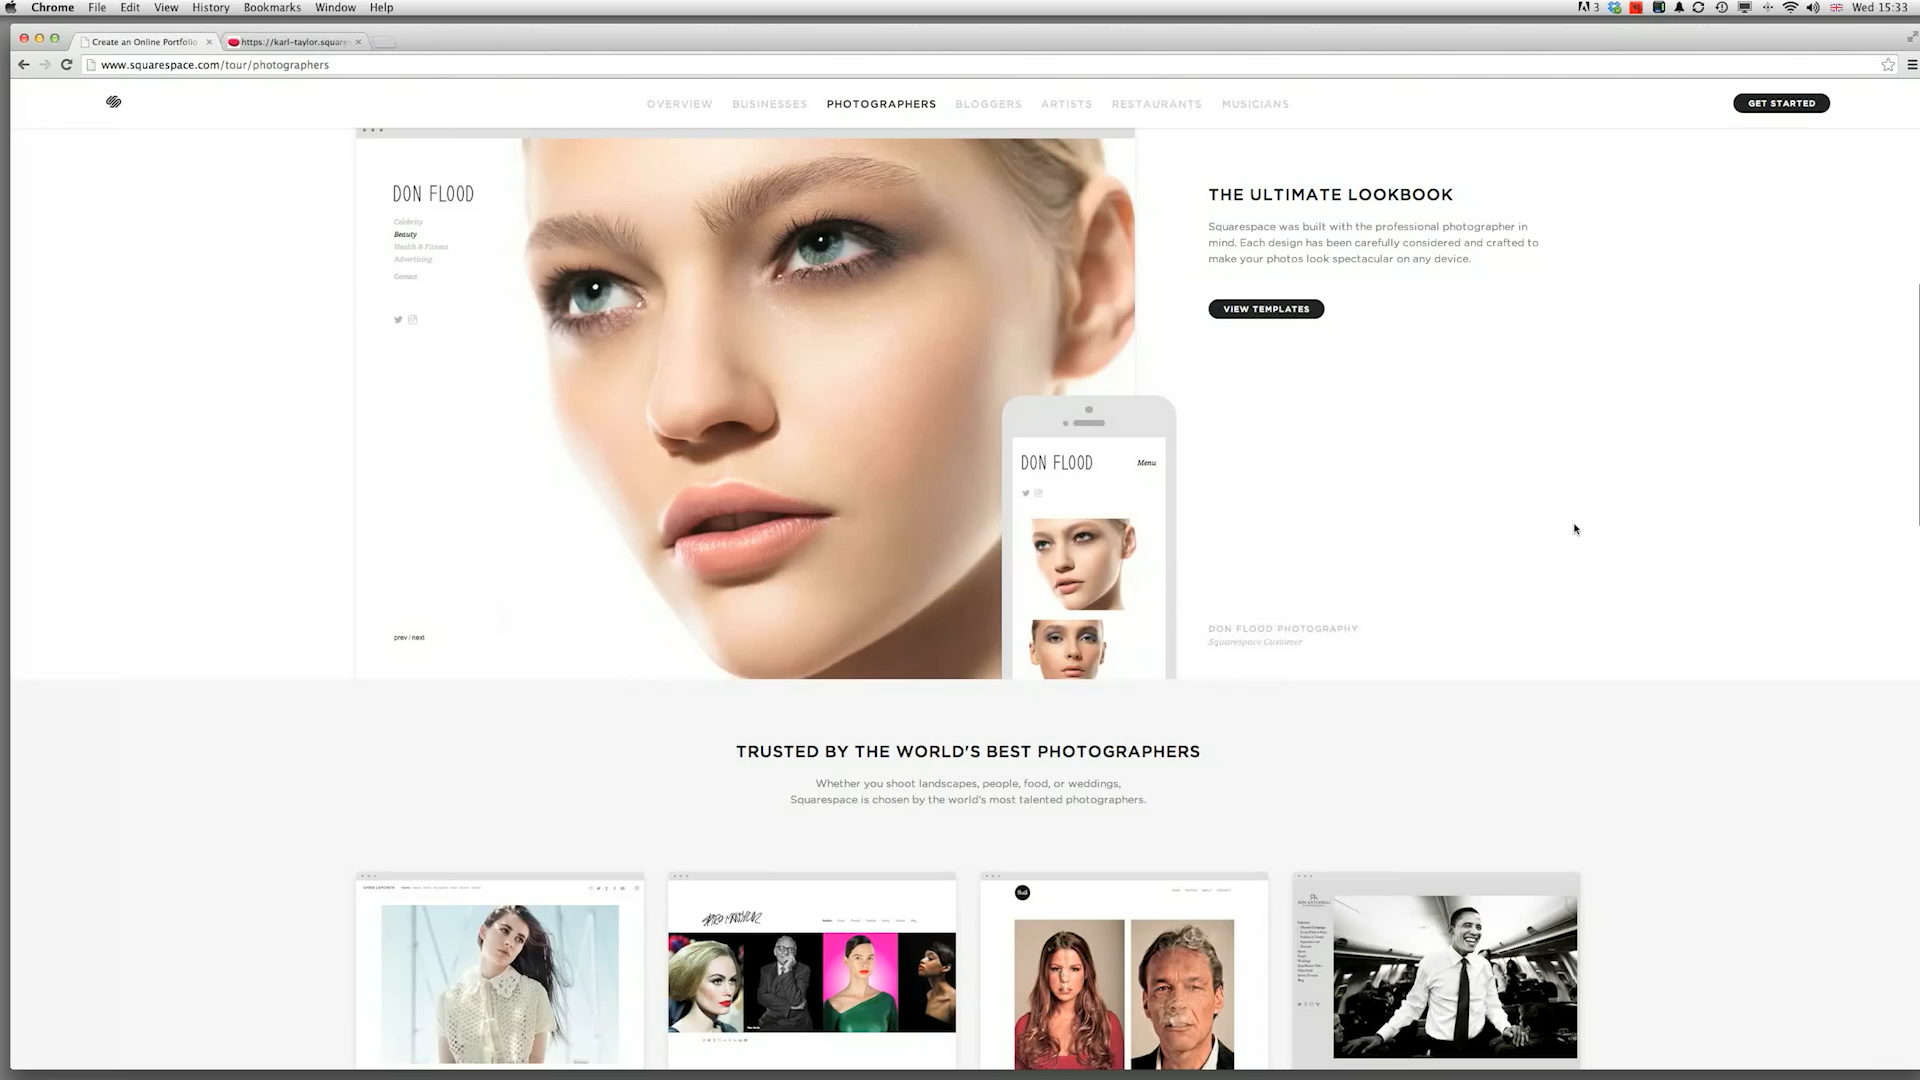 Chrome File Edit View History Bookmarks Window Help
3 Wed 15:33
Create an Online Portfolio
https://karl-taylor.square
www.squarespace.com/tour/photographers
OVERVIEW BUSINESSES PHOTOGRAPHERS BLOGGERS ARTISTS RESTAURANTS MUSICIANS
GET STARTED
DON FLOOD
Celebrity
Beauty
Health & Fitness
Advertising
Contact
prev / next
DON FLOOD
Menu
THE ULTIMATE LOOKBOOK
Squarespace was built with the professional photographer in
mind. Each design has been carefully considered and crafted to
make your photos look spectacular on any device.
VIEW TEMPLATES
DON FLOOD PHOTOGRAPHY
Squarespace Customer
TRUSTED BY THE WORLD'S BEST PHOTOGRAPHERS
Whether you shoot landscapes, people, food, or weddings,
Squarespace is chosen by the world's most talented photographers.